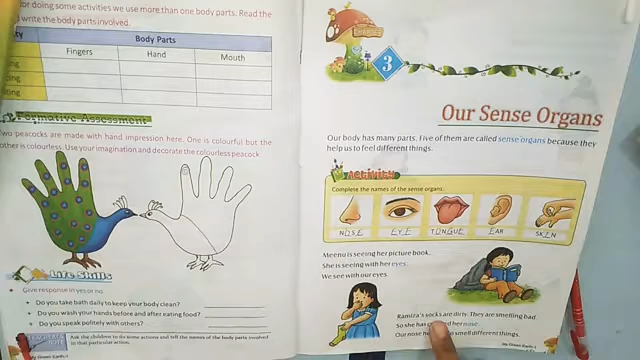 for doing some activities we use more than one body parts. Read the
write the body parts involved.
Body Parts
Fingers Hand Mouth
Formative Assessment
Two peacocks are made with hand impression here. One is colourful but the
other is colourless. Use your imagination and decorate the colourless peacock.
Life Skills
Give response in yes or no.
Do you take bath daily to keep your body clean?
Do you wash your hands before and after eating food?
Do you speak politely with others?
Ask the children to do some actions and tell the names of the body parts involved
in that particular action.
CHAPTER
3
Our Sense Organs
Our body has many parts. Five of them are called sense organs because they
help us to feel different things.
Activity
Complete the names of the sense organs.
NOSE EYE TONGUE EAR SKIN
Meenu is seeing her picture book.
She is seeing with her eyes.
We see with our eyes.
Ramiza's socks are dirty. They are smelling bad.
So she has her nose.
Our nose smell different things.
My Green Earth-1
My Green Earth-1